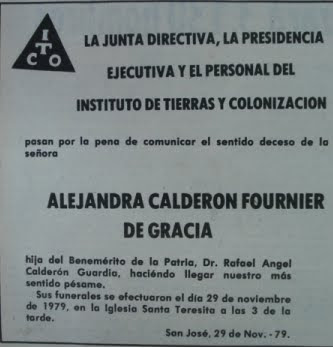 I
T
C O
LA JUNTA DIRECTIVA, LA PRESIDENCIA
EJECUTIVA Y EL PERSONAL DEL
INSTITUTO DE TIERRAS Y COLONIZACION
pasan por la pena de comunicar el sentido deceso de la
señora
ALEJANDRA CALDERON FOURNIER
DE GRACIA
hija del Benemérito de la Patria, Dr. Rafael Angel
Calderón Guardia, haciéndo llegar nuestro más
sentido pésame.
Sus funerales se efectuaron el día 29 de noviembre
de 1979, en la Iglesia Santa Teresita a las 3 de la
tarde.
San José, 29 de Nov. - 79.